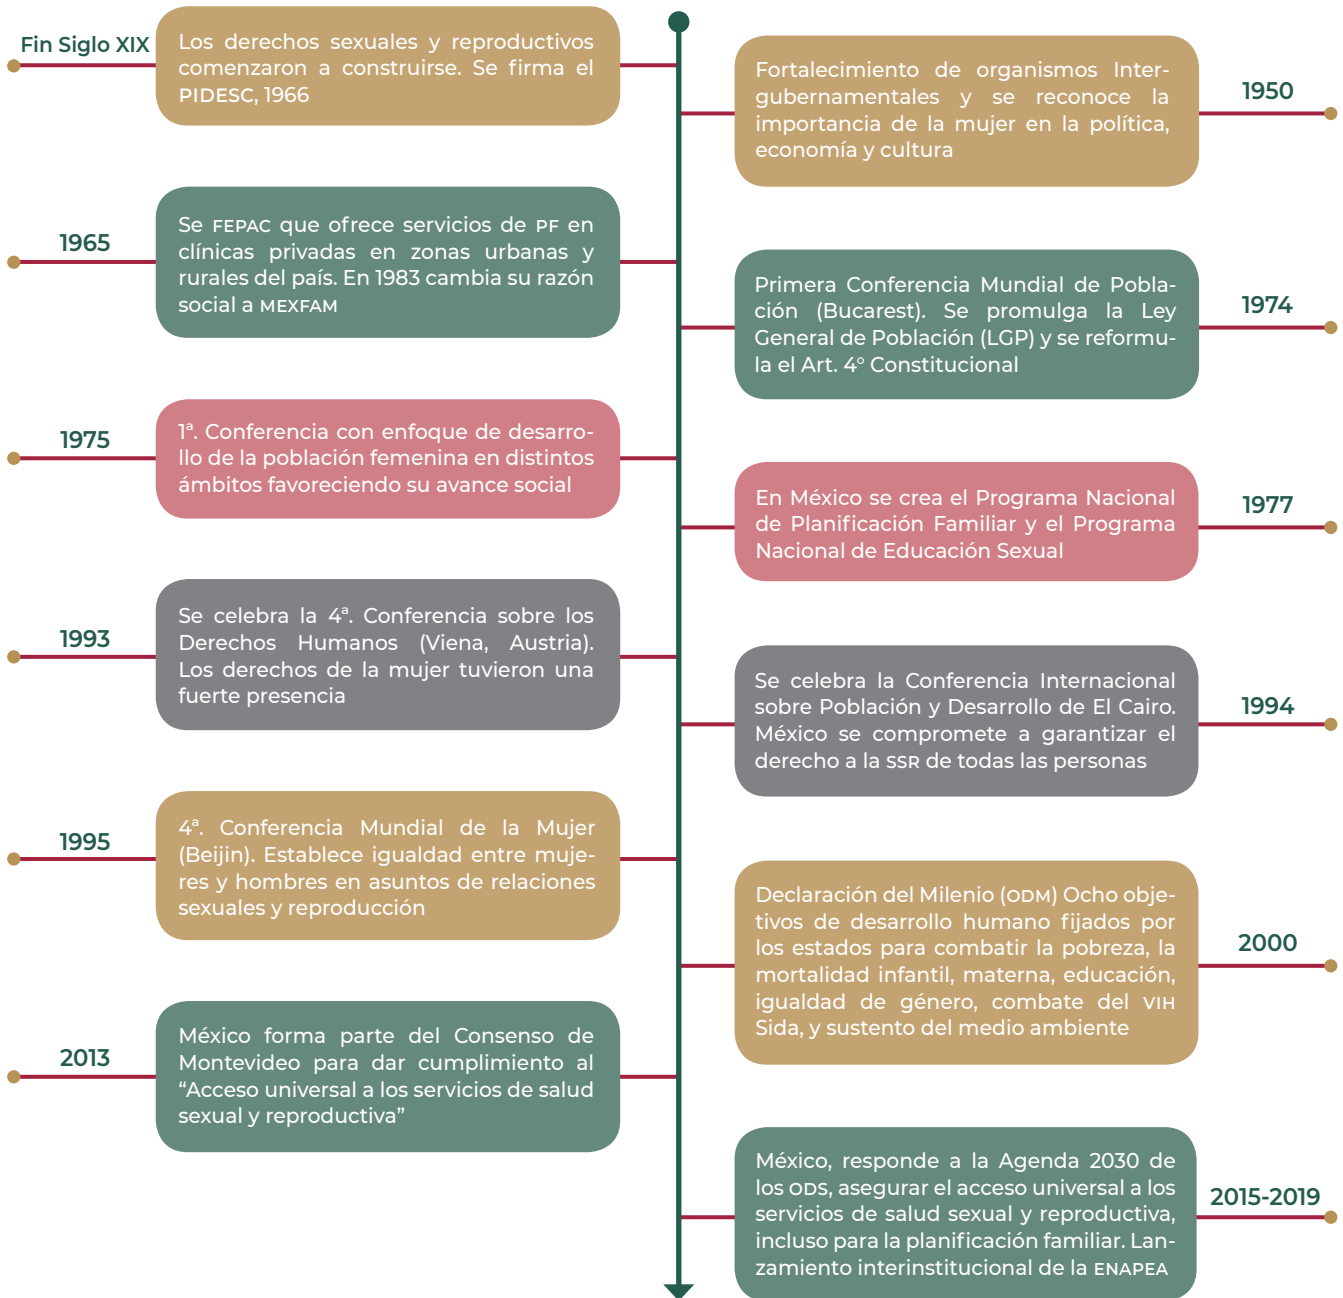 Fin Siglo XIX
Los derechos sexuales y reproductivos
comenzaron a construirse. Se firma el
PIDESC, 1966
1950
Fortalecimiento de organismos Inter-
gubernamentales y se reconoce la
importancia de la mujer en la política,
economía y cultura
1965
Se FEPAC que ofrece servicios de PF en
clínicas privadas en zonas urbanas y
rurales del país. En 1983 cambia su razón
social a MEXFAM
1974
Primera Conferencia Mundial de Pobla-
ción (Bucarest). Se promulga la Ley
General de Población (LGP) y se reformu-
la el Art. 4° Constitucional
1975
1ª. Conferencia con enfoque de desarro-
llo de la población femenina en distintos
ámbitos favoreciendo su avance social
1977
En México se crea el Programa Nacional
de Planificación Familiar y el Programa
Nacional de Educación Sexual
1993
Se celebra la 4ª. Conferencia sobre los
Derechos Humanos (Viena, Austria).
Los derechos de la mujer tuvieron una
fuerte presencia
1994
Se celebra la Conferencia Internacional
sobre Población y Desarrollo de El Cairo.
México se compromete a garantizar el
derecho a la SSR de todas las personas
1995
4ª. Conferencia Mundial de la Mujer
(Beijin). Establece igualdad entre muje-
res y hombres en asuntos de relaciones
sexuales y reproducción
2000
Declaración del Milenio (ODM) Ocho obje-
tivos de desarrollo humano fijados por
los estados para combatir la pobreza, la
mortalidad infantil, materna, educación,
igualdad de género, combate del VIH
Sida, y sustento del medio ambiente
2013
México forma parte del Consenso de
Montevideo para dar cumplimiento al
“Acceso universal a los servicios de salud
sexual y reproductiva”
2015-2019
México, responde a la Agenda 2030 de
los ODS, asegurar el acceso universal a los
servicios de salud sexual y reproductiva,
incluso para la planificación familiar. Lan-
zamiento interinstitucional de la ENAPEA